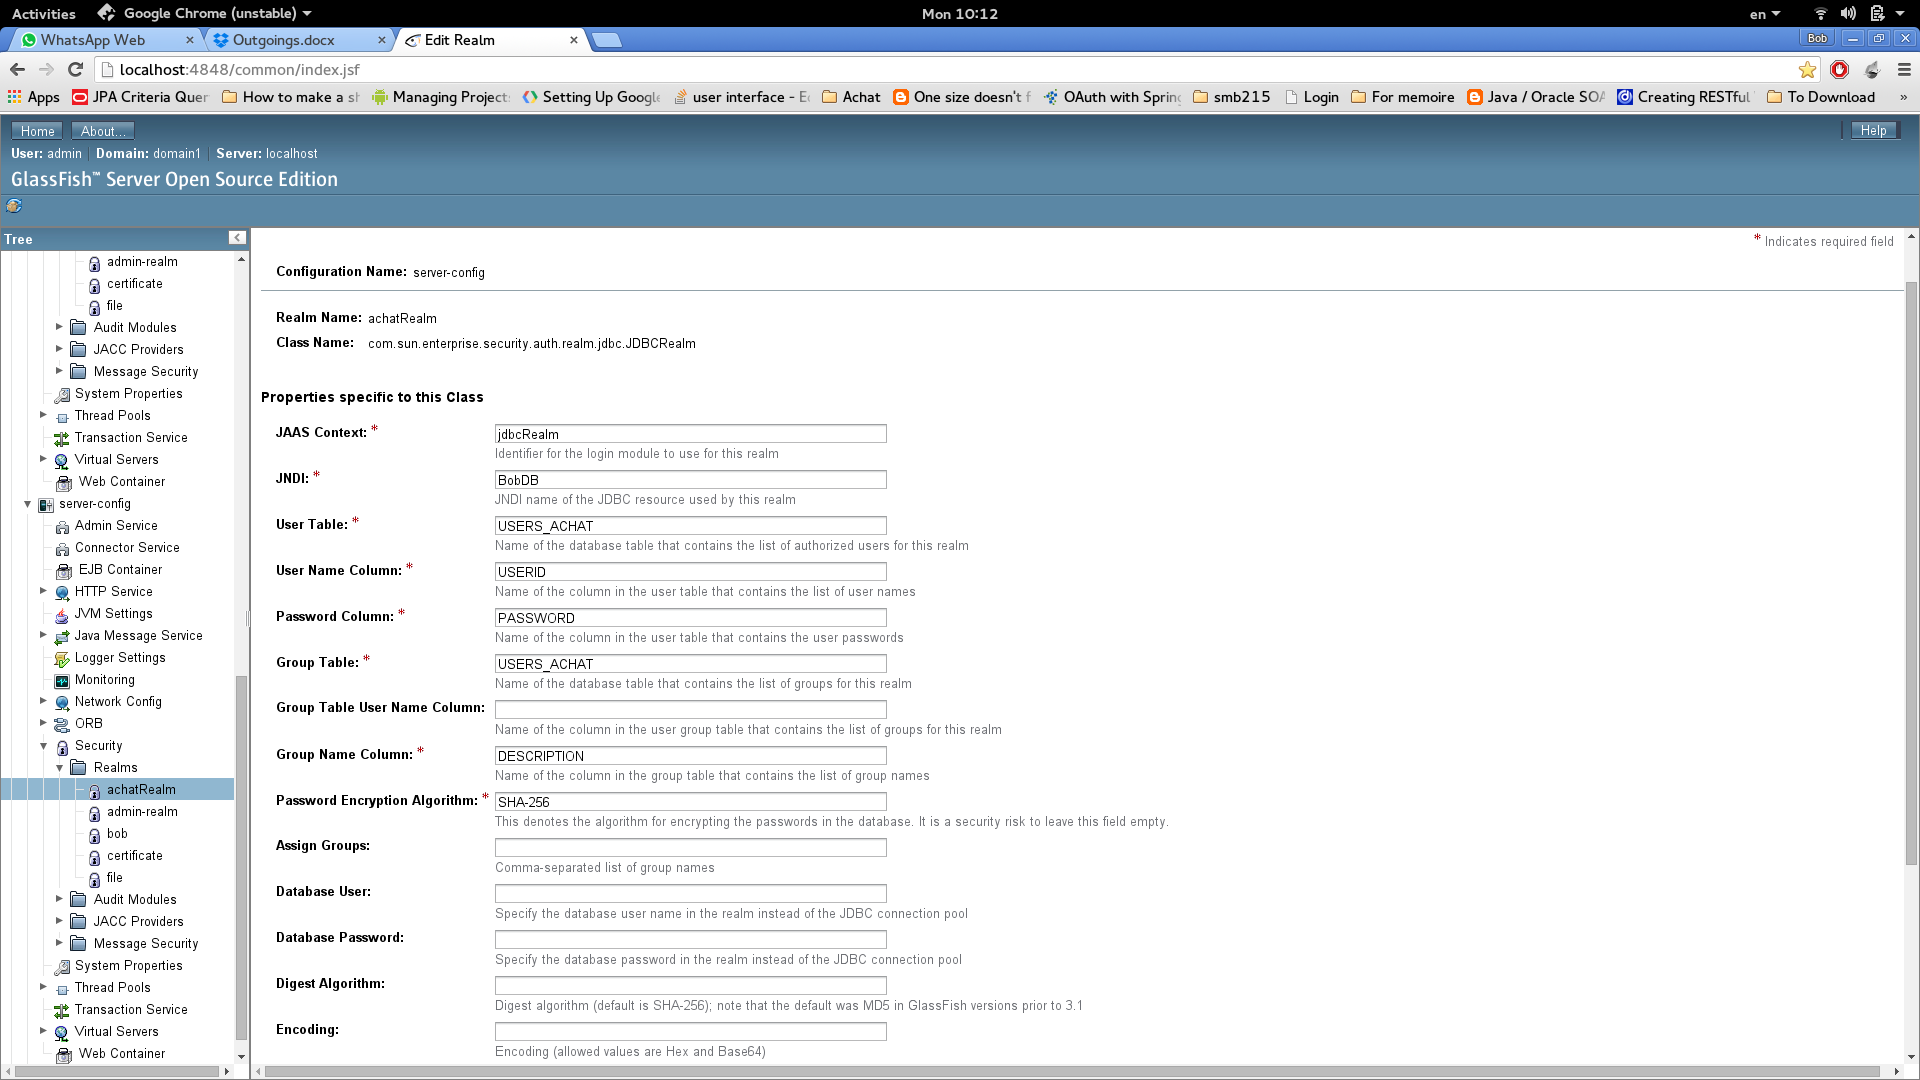 Activities Google Chrome (unstable) Mon 10:12 en
WhatsApp Web × Outgoings.docx × Edit Realm × Bob
localhost:4848/common/index.jsf
Apps JPA Criteria Quer How to make a sh Managing Project Setting Up Google user interface - Ec Achat One size doesn't f OAuth with Spring smb215 Login For memoire Java / Oracle SOA Creating RESTful To Download »
Home About... Help
User: admin Domain: domain1 Server: localhost
GlassFish™ Server Open Source Edition
Tree
admin-realm
certificate
file
Audit Modules
JACC Providers
Message Security
System Properties
Thread Pools
Transaction Service
Virtual Servers
Web Container
server-config
Admin Service
Connector Service
EJB Container
HTTP Service
JVM Settings
Java Message Service
Logger Settings
Monitoring
Network Config
ORB
Security
Realms
achatRealm
admin-realm
bob
certificate
file
Audit Modules
JACC Providers
Message Security
System Properties
Thread Pools
Transaction Service
Virtual Servers
Web Container
* Indicates required field
Configuration Name: server-config
Realm Name: achatRealm
Class Name: com.sun.enterprise.security.auth.realm.jdbc.JDBCRealm
Properties specific to this Class
JAAS Context: * jdbcRealm
Identifier for the login module to use for this realm
JNDI: * BobDB
JNDI name of the JDBC resource used by this realm
User Table: * USERS_ACHAT
Name of the database table that contains the list of authorized users for this realm
User Name Column: * USERID
Name of the column in the user table that contains the list of user names
Password Column: * PASSWORD
Name of the column in the user table that contains the user passwords
Group Table: * USERS_ACHAT
Name of the database table that contains the list of groups for this realm
Group Table User Name Column:
Name of the column in the user group table that contains the list of groups for this realm
Group Name Column: * DESCRIPTION
Name of the column in the group table that contains the list of group names
Password Encryption Algorithm: * SHA-256
This denotes the algorithm for encrypting the passwords in the database. It is a security risk to leave this field empty.
Assign Groups:
Comma-separated list of group names
Database User:
Specify the database user name in the realm instead of the JDBC connection pool
Database Password:
Specify the database password in the realm instead of the JDBC connection pool
Digest Algorithm:
Digest algorithm (default is SHA-256); note that the default was MD5 in GlassFish versions prior to 3.1
Encoding:
Encoding (allowed values are Hex and Base64)